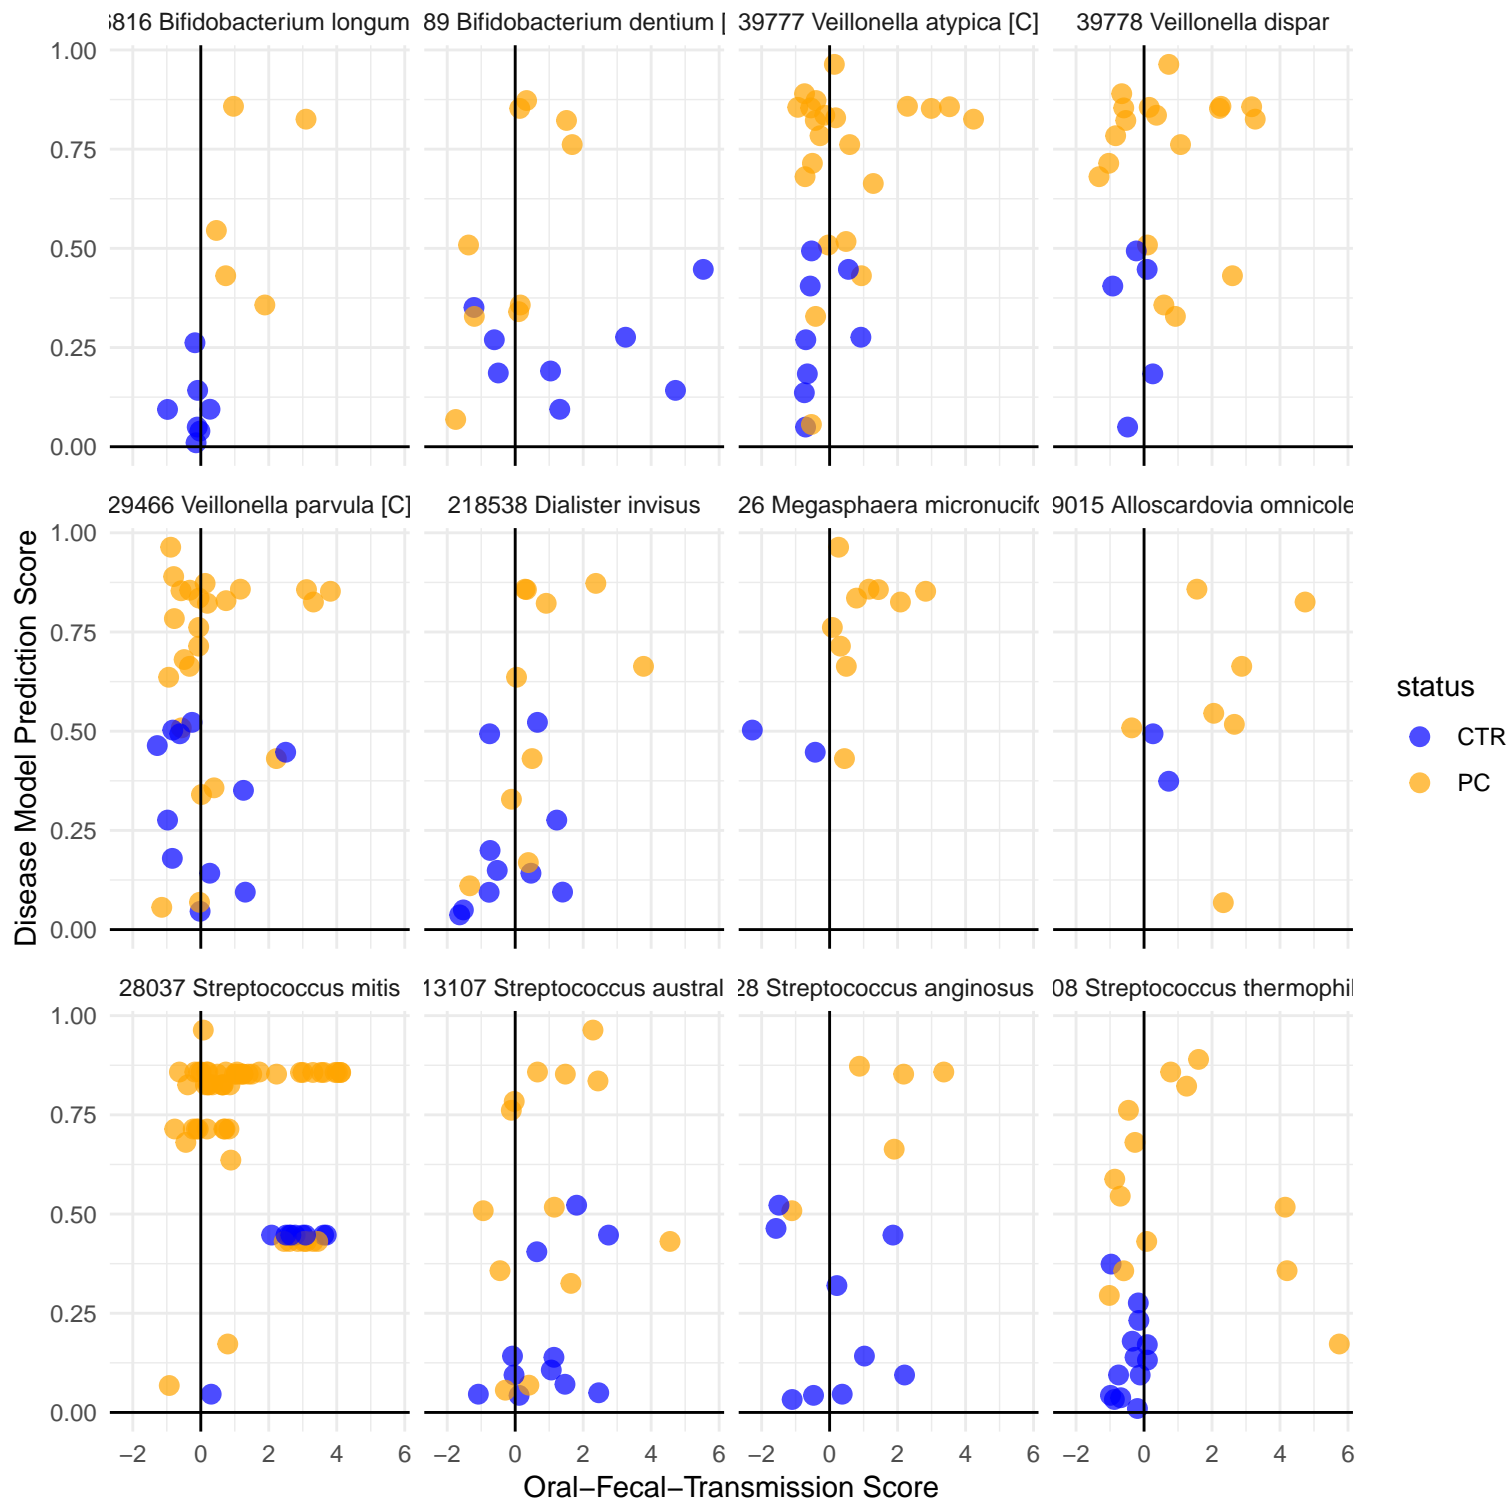 816 Bifidobacterium longum
89 Bifidobacterium dentium [
39777 Veillonella atypica [C]
39778 Veillonella dispar
1.00
0.75
0.50
0.25
0.00
29466 Veillonella parvula [C]
218538 Dialister invisus
26 Megasphaera micronucifo
9015 Alloscardovia omnicole
1.00
0.75
0.50
0.25
0.00
Disease Model Prediction Score
status
CTR
PC
28037 Streptococcus mitis
13107 Streptococcus austral
28 Streptococcus anginosus
08 Streptococcus thermophil
1.00
0.75
0.50
0.25
0.00
−2 0 2 4 6
−2 0 2 4 6
−2 0 2 4 6
−2 0 2 4 6
Oral−Fecal−Transmission Score